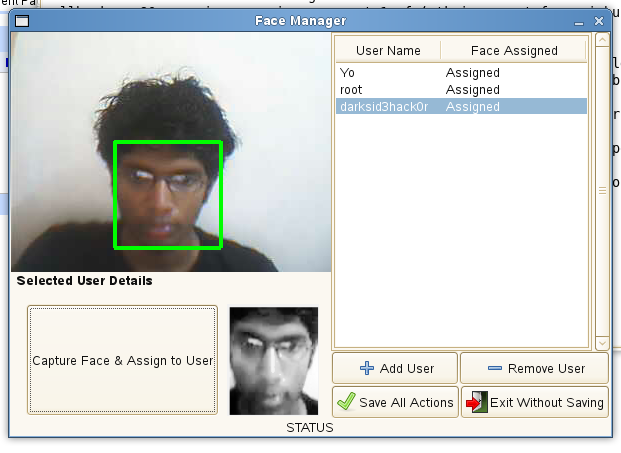 Face Manager
User Name Face Assigned
Yo Assigned
root Assigned
darksid3hack0r Assigned
Selected User Details
Capture Face & Assign to User
Add User Remove User
Save All Actions Exit Without Saving
STATUS